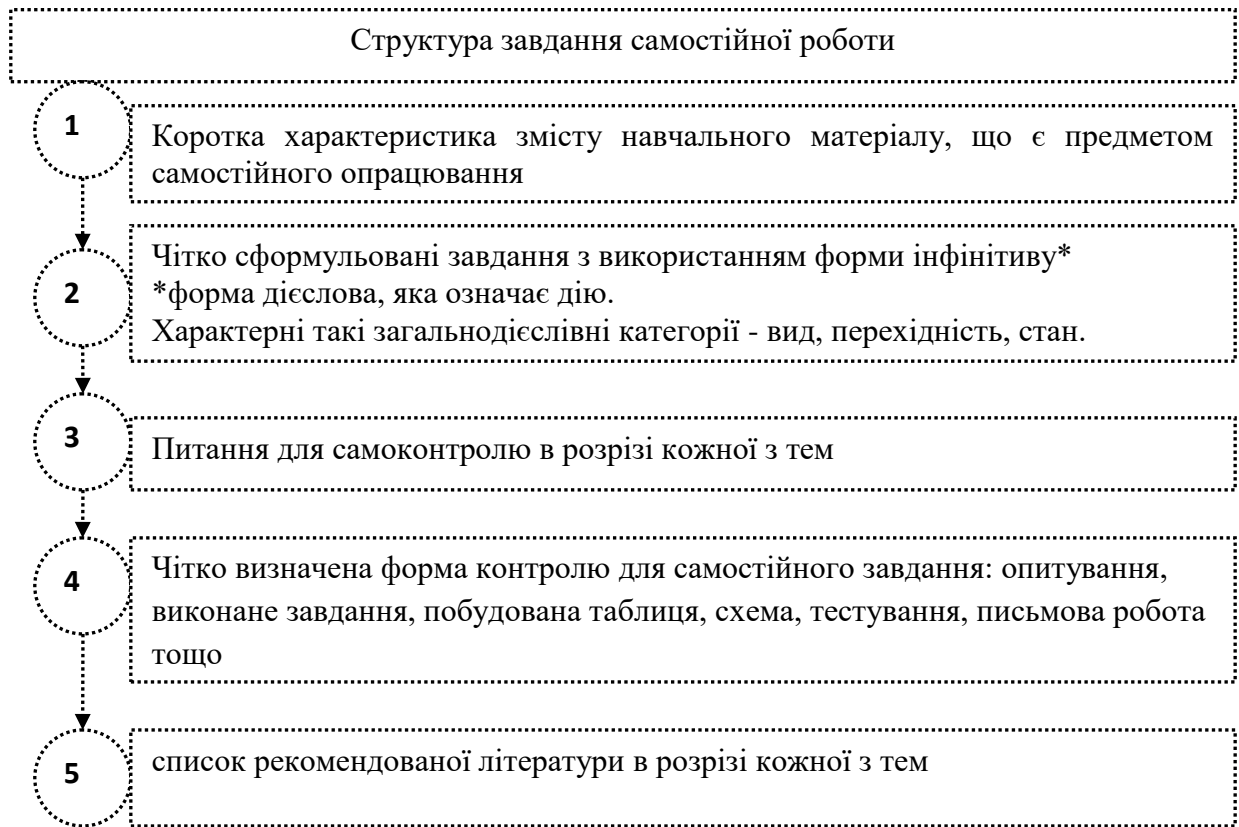 Структура завдання самостійної роботи
1
Коротка характеристика змісту навчального матеріалу, що є предметом
самостійного опрацювання
2
Чітко сформульовані завдання з використанням форми інфінітиву*
*форма дієслова, яка означає дію.
Характерні такі загальнодієслівні категорії - вид, перехідність, стан.
3
Питання для самоконтролю в розрізі кожної з тем
4
Чітко визначена форма контролю для самостійного завдання: опитування,
виконане завдання, побудована таблиця, схема, тестування, письмова робота
тощо
5
список рекомендованої літератури в розрізі кожної з тем